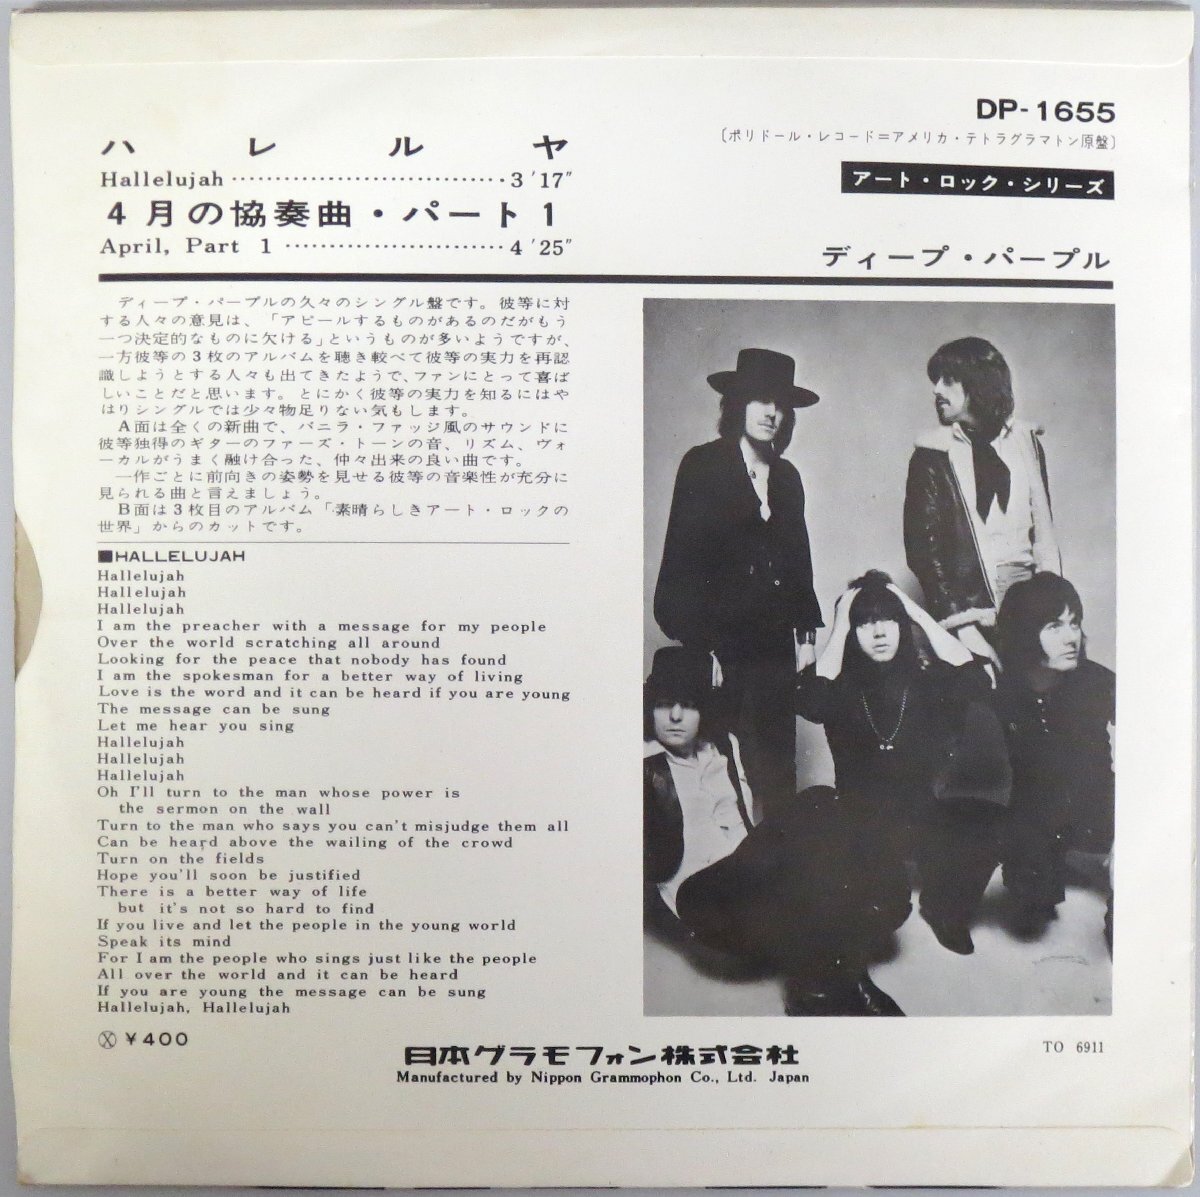 DP-1655
〔ポリドール・レコード＝アメリカ・テトラグラマトン原盤〕
アート・ロック・シリーズ
ディープ・パープル
ハレルヤ
Hallelujah ‥‥‥‥‥‥‥‥‥‥‥‥‥‥ 3 ′17″
４月の協奏曲・パート１
April, Part 1 ‥‥‥‥‥‥‥‥‥‥‥‥ 4 ′25″
ディープ・パープルの久々のシングル盤です。彼等に対
する人々の意見は、「アピールするものがあるのだがもう
一つ決定的なものに欠ける」というものが多いようですが、
一方彼等の３枚のアルバムを聴き較べて彼等の実力を再認
識しようとする人々も出てきたようで、ファンにとって喜ば
しいことだと思います。とにかく彼等の実力を知るにはや
はりシングルでは少々物足りない気もします。
A面は全くの新曲で、バニラ・ファッジ風のサウンドに
彼等独得のギターのファーズ・トーンの音、リズム、ヴォ
ーカルがうまく融け合った、仲々出来の良い曲です。
一作ごとに前向きの姿勢を見せる彼等の音楽性が充分に
見られる曲と言えましょう。
B面は３枚目のアルバム「素晴らしきアート・ロックの
世界」からのカットです。
■HALLELUJAH
Hallelujah
Hallelujah
Hallelujah
I am the preacher with a message for my people
Over the world scratching all around
Looking for the peace that nobody has found
I am the spokesman for a better way of living
Love is the word and it can be heard if you are young
The message can be sung
Let me hear you sing
Hallelujah
Hallelujah
Hallelujah
Oh I'll turn to the man whose power is
the sermon on the wall
Turn to the man who says you can't misjudge them all
Can be heard above the wailing of the crowd
Turn on the fields
Hope you'll soon be justified
There is a better way of life
but it's not so hard to find
If you live and let the people in the young world
Speak its mind
For I am the people who sings just like the people
All over the world and it can be heard
If you are young the message can be sung
Hallelujah, Hallelujah
Ⓧ ￥400
日本グラモフォン株式会社
Manufactured by Nippon Grammophon Co., Ltd. Japan
TO 6911